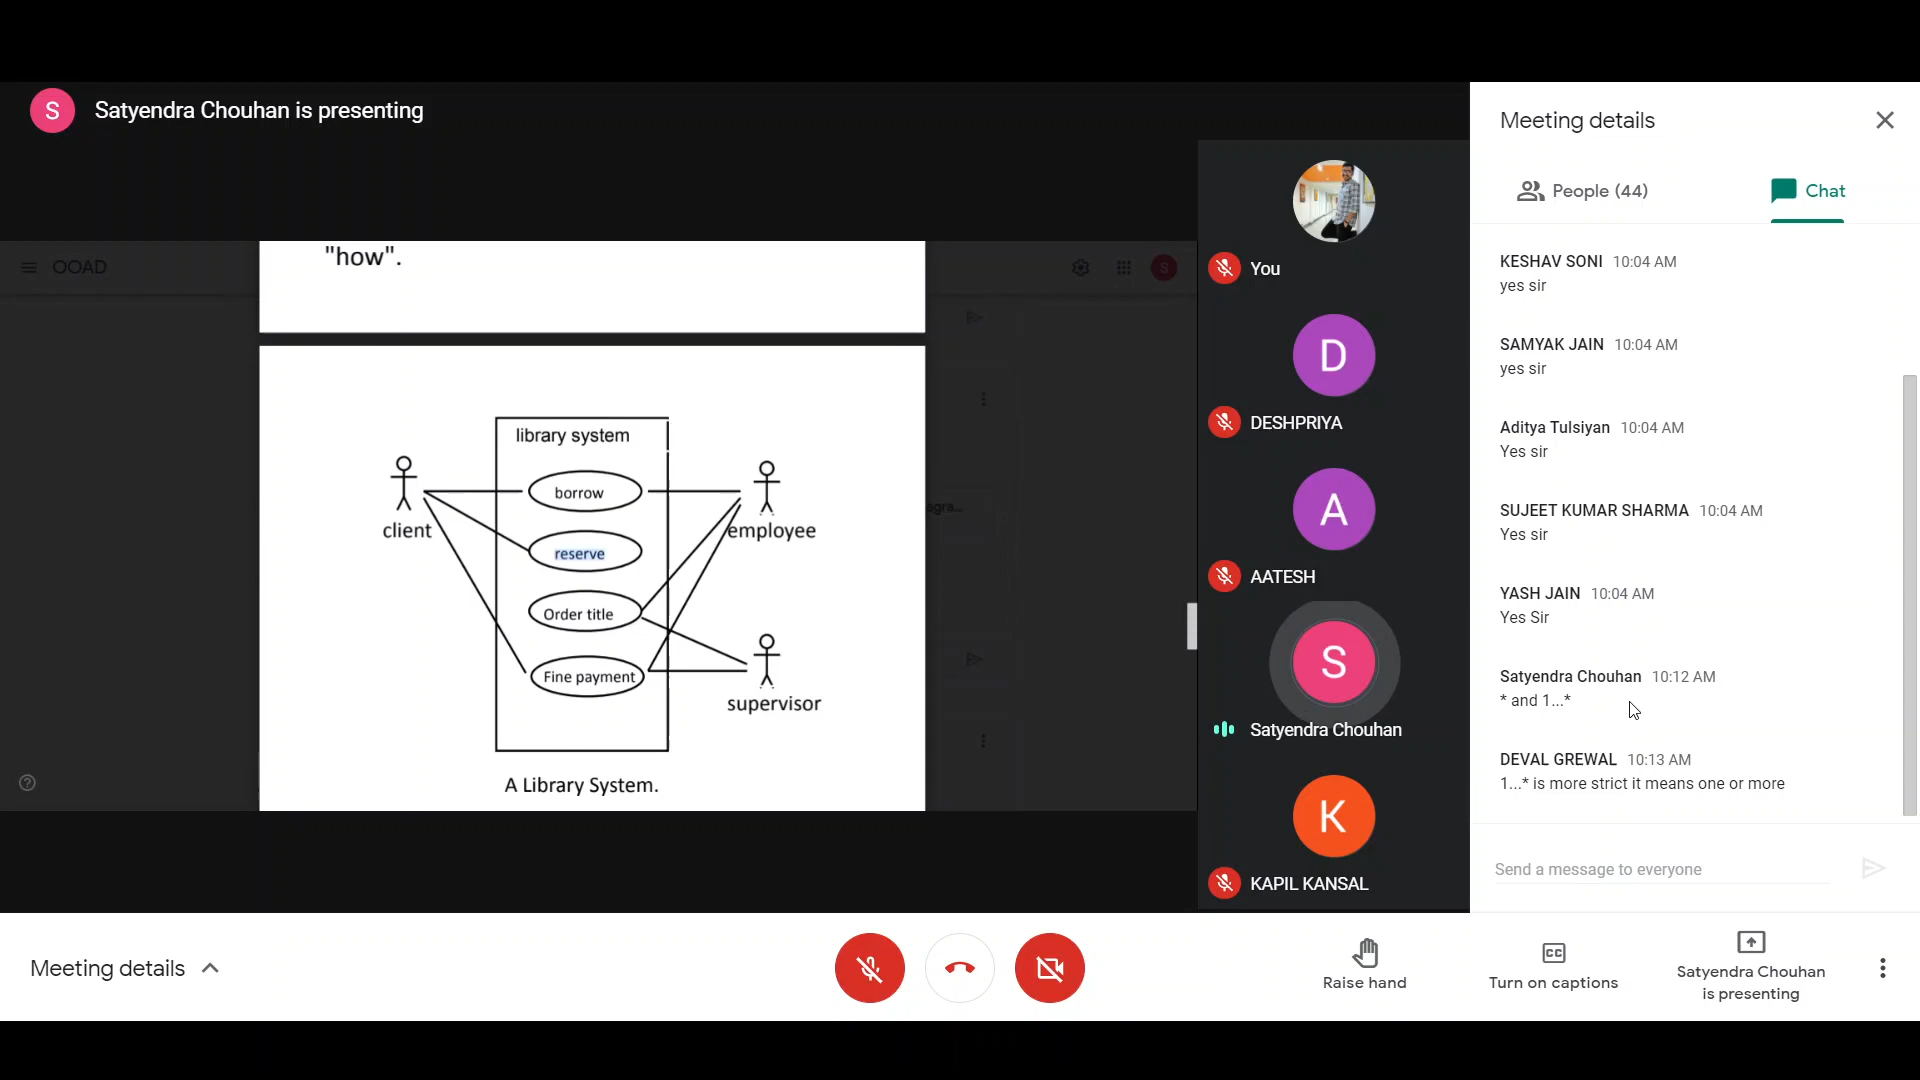 S Satyendra Chouhan is presenting
OOAD
S
"how".
library system
borrow
client
employee
reserve
Order title
Fine payment
supervisor
A Library System.
You
D
DESHPRIYA
A
AATESH
S
Satyendra Chouhan
K
KAPIL KANSAL
Meeting details
People (44)
Chat
KESHAV SONI 10:04 AM
yes sir
SAMYAK JAIN 10:04 AM
yes sir
Aditya Tulsiyan 10:04 AM
Yes sir
SUJEET KUMAR SHARMA 10:04 AM
Yes sir
YASH JAIN 10:04 AM
Yes Sir
Satyendra Chouhan 10:12 AM
* and 1...*
DEVAL GREWAL 10:13 AM
1...* is more strict it means one or more
Send a message to everyone
Meeting details
Raise hand
CC
Turn on captions
Satyendra Chouhan
is presenting